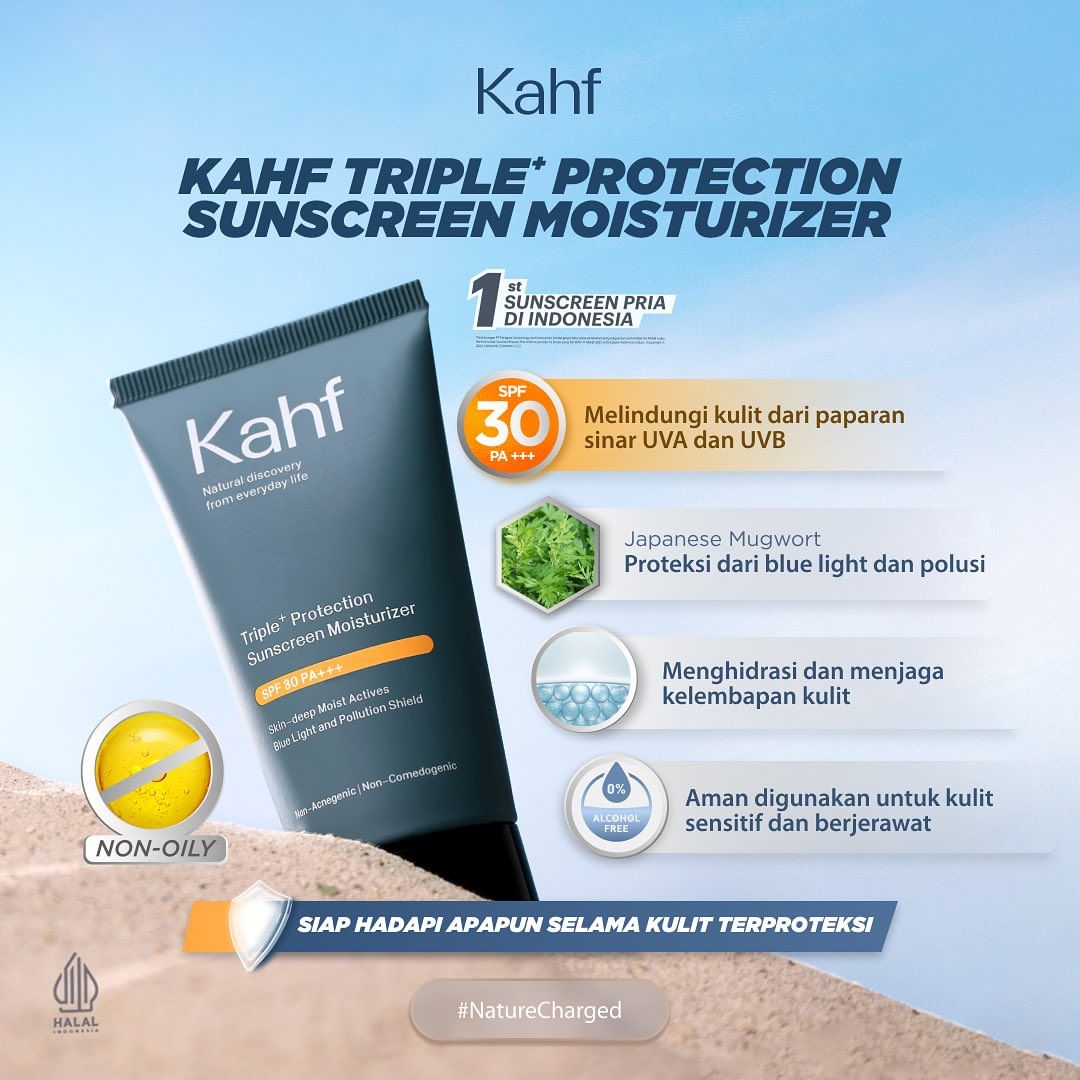 Kahf
KAHF TRIPLE⁺ PROTECTION
SUNSCREEN MOISTURIZER
1st
SUNSCREEN PRIA
DI INDONESIA
Kahf
Natural discovery
from everyday life
Triple⁺ Protection
Sunscreen Moisturizer
SPF 30 PA+++
Skin-deep Moist Actives
Blue Light and Pollution Shield
Non-Acnegenic | Non-Comedogenic
SPF
30
PA +++
Melindungi kulit dari paparan
sinar UVA dan UVB
Japanese Mugwort
Proteksi dari blue light dan polusi
Menghidrasi dan menjaga
kelembapan kulit
0%
ALCOHOL
FREE
Aman digunakan untuk kulit
sensitif dan berjerawat
NON-OILY
SIAP HADAPI APAPUN SELAMA KULIT TERPROTEKSI
HALAL
INDONESIA
#NatureCharged